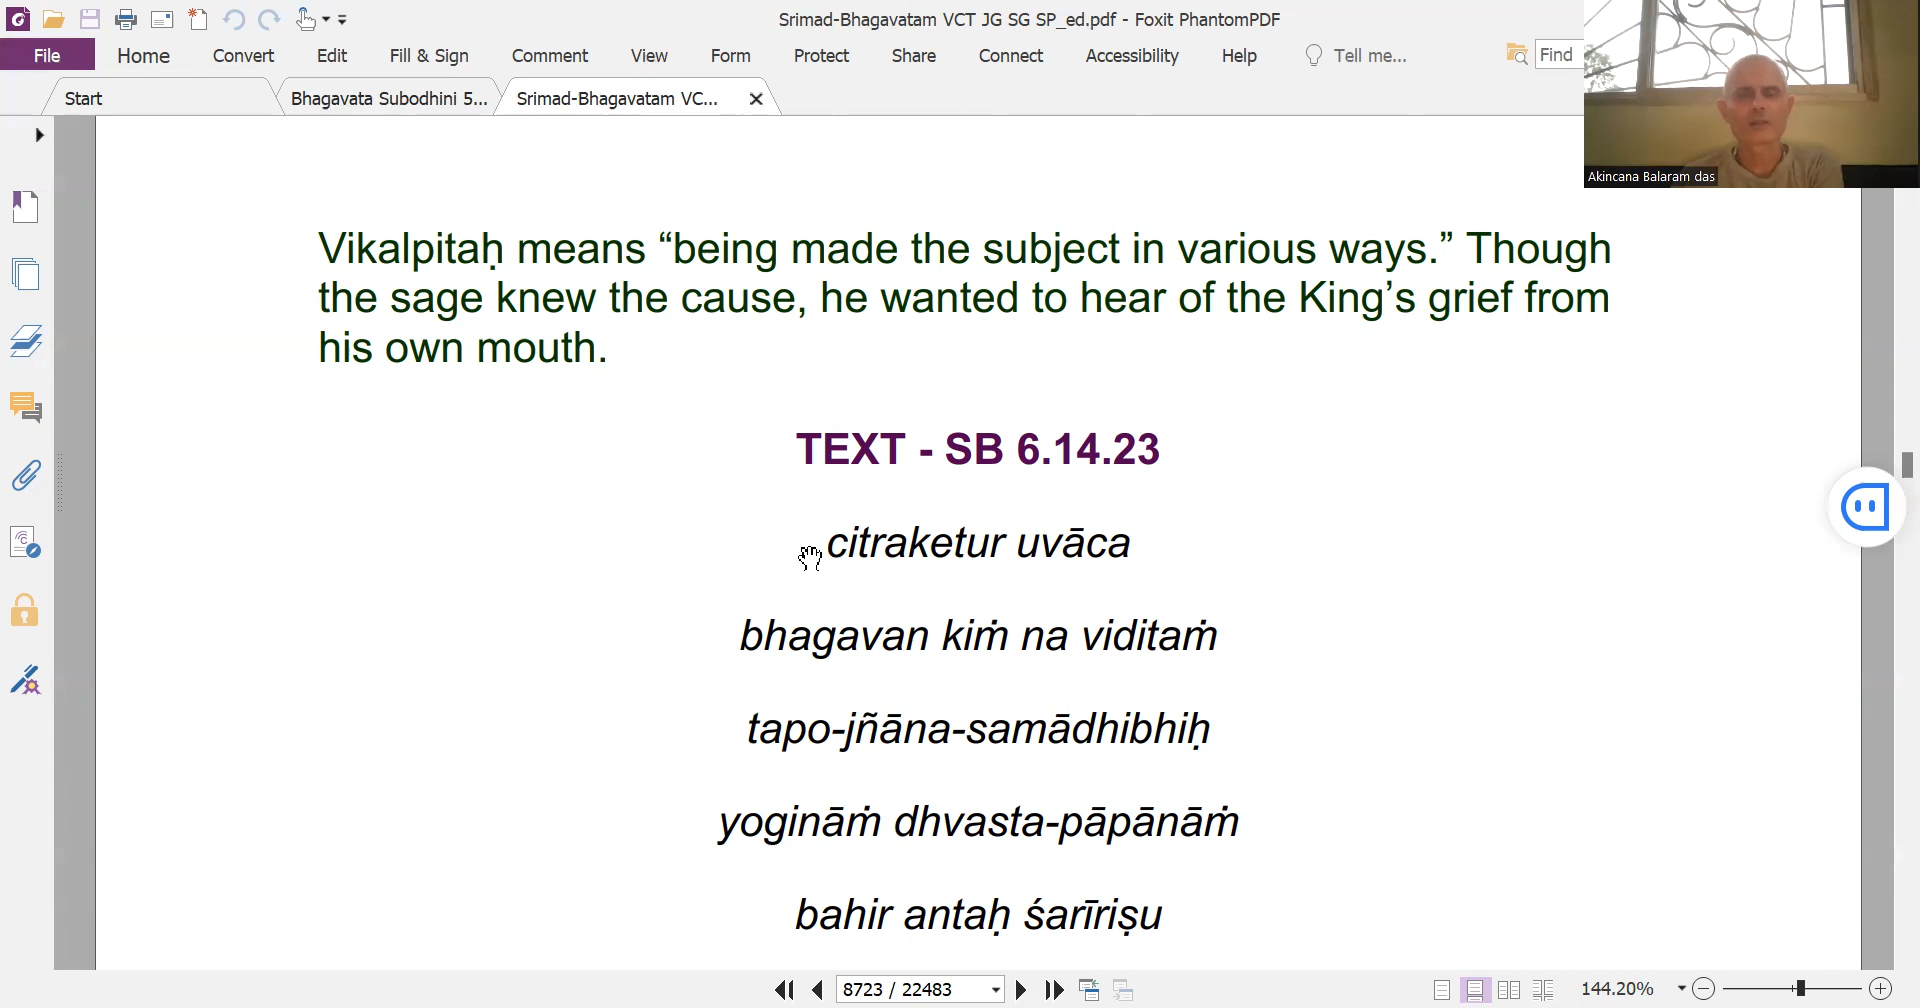 Srimad-Bhagavatam VCT JG SG SP_ed.pdf - Foxit PhantomPDF
File Home Convert Edit Fill & Sign Comment View Form Protect Share Connect Accessibility Help Tell me... Find
Start Bhagavata Subodhini 5... Srimad-Bhagavatam VC...
Akincana Balaram das
Vikalpitaḥ means “being made the subject in various ways.” Though
the sage knew the cause, he wanted to hear of the King’s grief from
his own mouth.
TEXT - SB 6.14.23
citraketur uvāca
bhagavan kiṁ na viditaṁ
tapo-jñāna-samādhibhiḥ
yogināṁ dhvasta-pāpānāṁ
bahir antaḥ śarīriṣu
8723 / 22483 144.20%